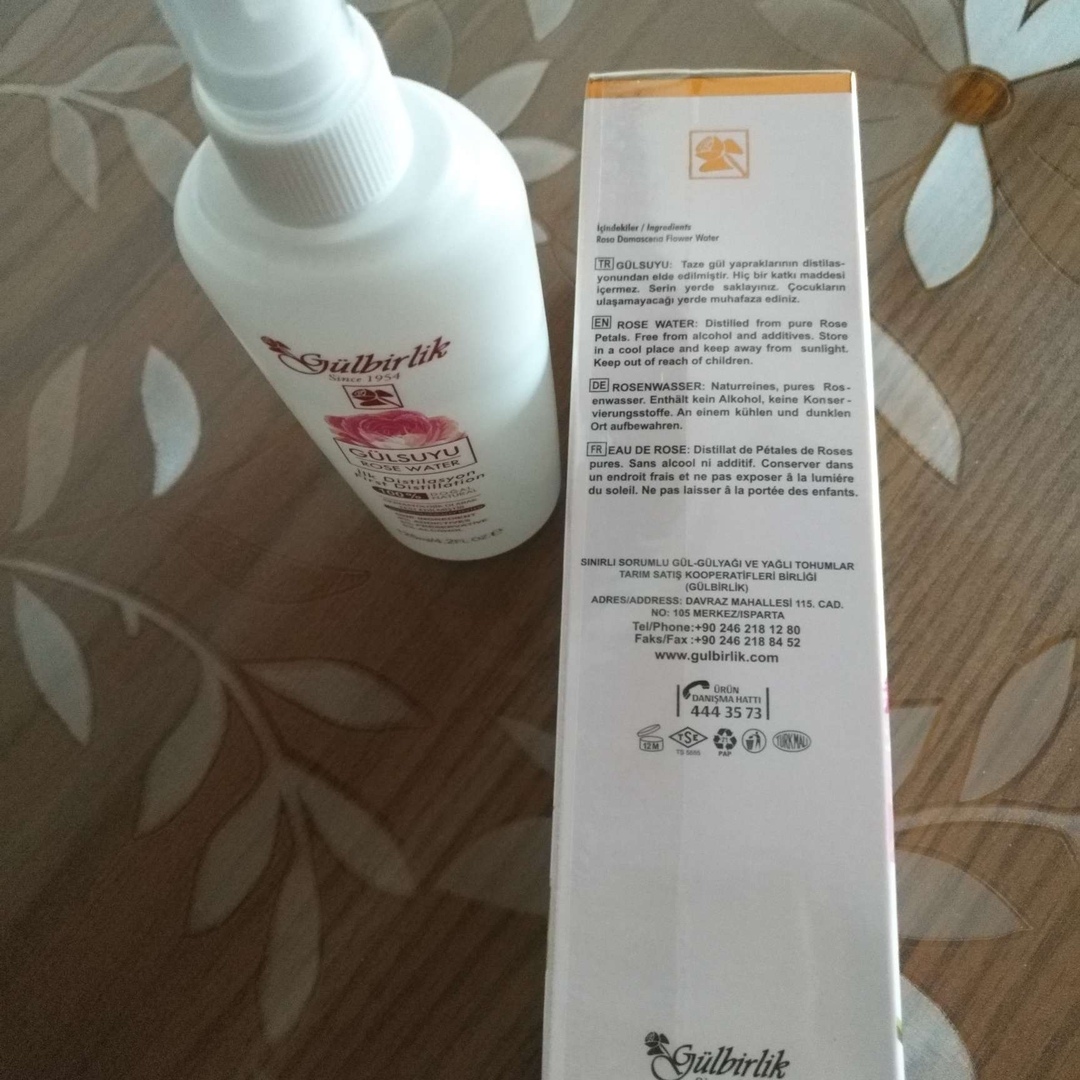 Gülbirlik
Since 1954
GÜLSUYU
ROSE WATER
İlk Distilasyon
First Distillation
100%
İçindekiler / Ingredients
Rosa Damascena Flower Water
TR GÜLSUYU: Taze gül yapraklarının distilas-
yonundan elde edilmiştir. Hiç bir katkı maddesi
içermez. Serin yerde saklayınız. Çocukların
ulaşamayacağı yerde muhafaza ediniz.
EN ROSE WATER: Distilled from pure Rose
Petals. Free from alcohol and additives. Store
in a cool place and keep away from sunlight.
Keep out of reach of children.
DE ROSENWASSER: Naturreines, pures Ros-
enwasser. Enthält kein Alkohol, keine Konser-
vierungsstoffe. An einem kühlen und dunklen
Ort aufbewahren.
FR EAU DE ROSE: Distillat de Pétales de Roses
pures. Sans alcool ni additif. Conserver dans
un endroit frais et ne pas exposer â la lumiére
du soleil. Ne pas laisser â la portée des enfants.
SINIRLI SORUMLU GÜL-GÜLYAĞI VE YAĞLI TOHUMLAR
TARIM SATIŞ KOOPERATİFLERİ BİRLİĞİ
(GÜLBİRLİK)
ADRES/ADDRESS: DAVRAZ MAHALLESİ 115. CAD.
NO: 105 MERKEZ/ISPARTA
Tel/Phone:+90 246 218 12 80
Faks/Fax :+90 246 218 84 52
www.gulbirlik.com
ÜRÜN
DANIŞMA HATTI
444 35 73
12M
TSE
PAP
TÜRK MALI
Gülbirlik